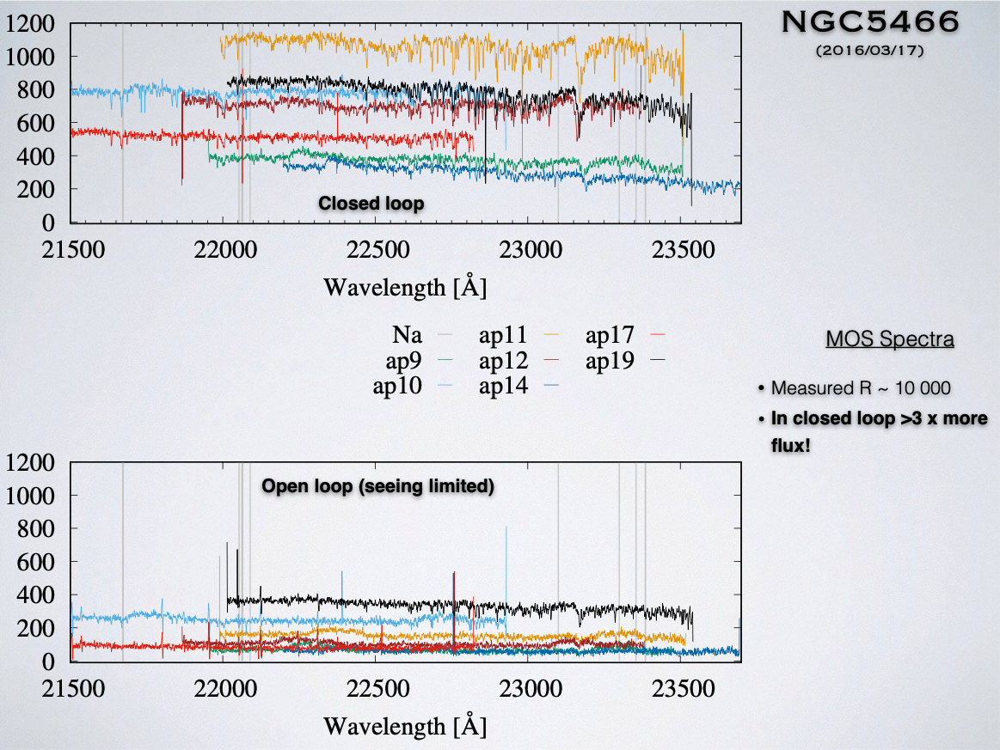 NGC5466
(2016/03/17)
1200
1000
800
600
400
200
0
Closed loop
21500 22000 22500 23000 23500
Wavelength [Å]
Na ap11 ap17
ap9 ap12 ap19
ap10 ap14
MOS Spectra
• Measured R ~ 10 000
• In closed loop >3 x more
flux!
1200
1000
800
600
400
200
0
Open loop (seeing limited)
21500 22000 22500 23000 23500
Wavelength [Å]